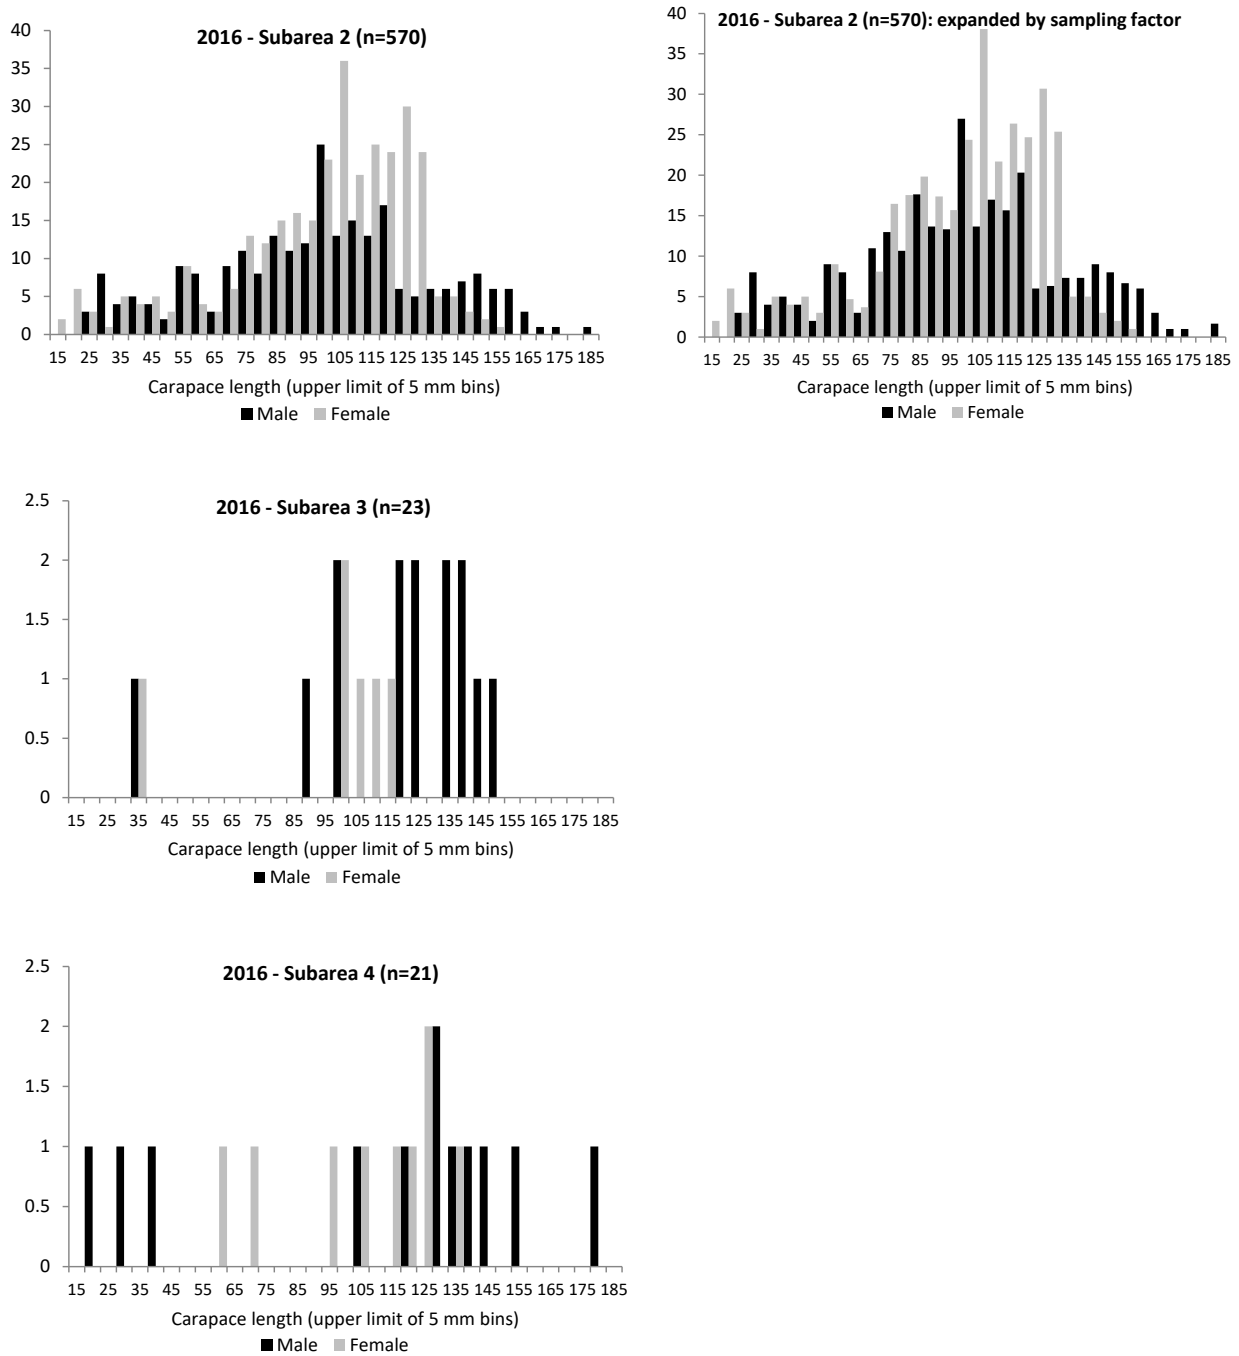 2016 - Subarea 2 (n=570)
40
35
30
25
20
15
10
5
0
15 25 35 45 55 65 75 85 95 105 115 125 135 145 155 165 175 185
Carapace length (upper limit of 5 mm bins)
Male Female
2016 - Subarea 2 (n=570): expanded by sampling factor
40
35
30
25
20
15
10
5
0
15 25 35 45 55 65 75 85 95 105 115 125 135 145 155 165 175 185
Carapace length (upper limit of 5 mm bins)
Male Female
2016 - Subarea 3 (n=23)
2.5
2
1.5
1
0.5
0
15 25 35 45 55 65 75 85 95 105 115 125 135 145 155 165 175 185
Carapace length (upper limit of 5 mm bins)
Male Female
2016 - Subarea 4 (n=21)
2.5
2
1.5
1
0.5
0
15 25 35 45 55 65 75 85 95 105 115 125 135 145 155 165 175 185
Carapace length (upper limit of 5 mm bins)
Male Female